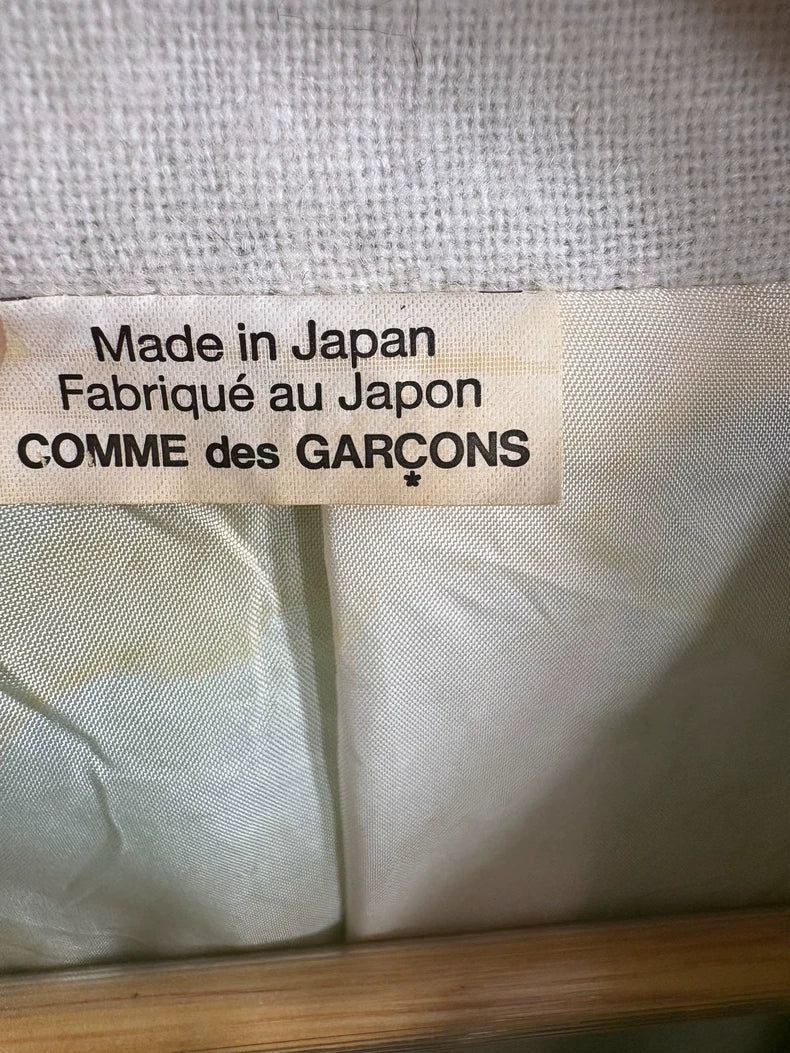 Made in Japan
Fabriqué au Japon
COMME des GARÇONS
*